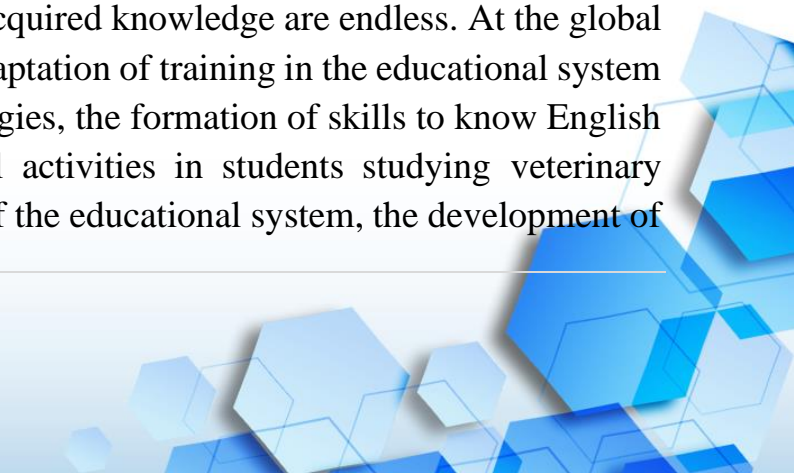 cquired knowledge are endless. At the global
aptation of training in the educational system
gies, the formation of skills to know English
activities in students studying veterinary
the educational system, the development of